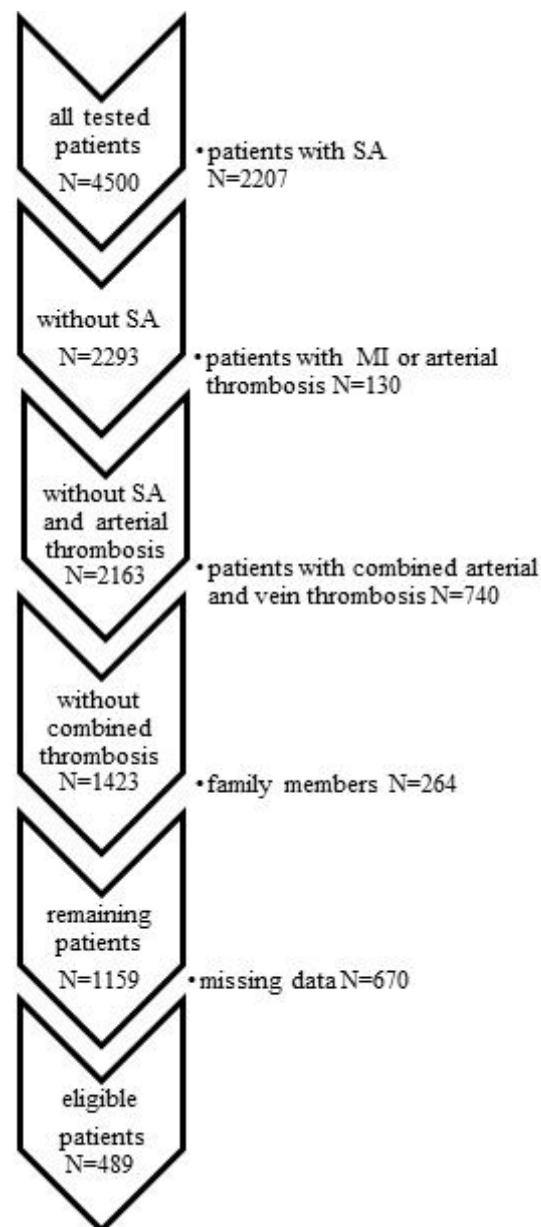 all tested
patients
N=4500
•patients with SA
N=2207
without SA
N=2293
•patients with MI or arterial
thrombosis N=130
without SA
and arterial
thrombosis
N=2163
•patients with combined arterial
and vein thrombosis N=740
without
combined
thrombosis
N=1423
•family members N=264
remaining
patients
N=1159
•missing data N=670
eligible
patients
N=489